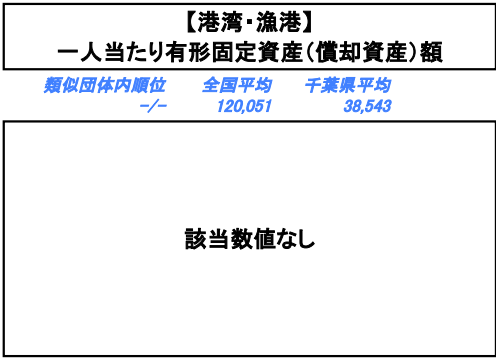 【港湾・漁港】
一人当たり有形固定資産(償却資産)額
類似団体内順位 全国平均 千葉県平均
-/- 120,051 38,543
該当数値なし